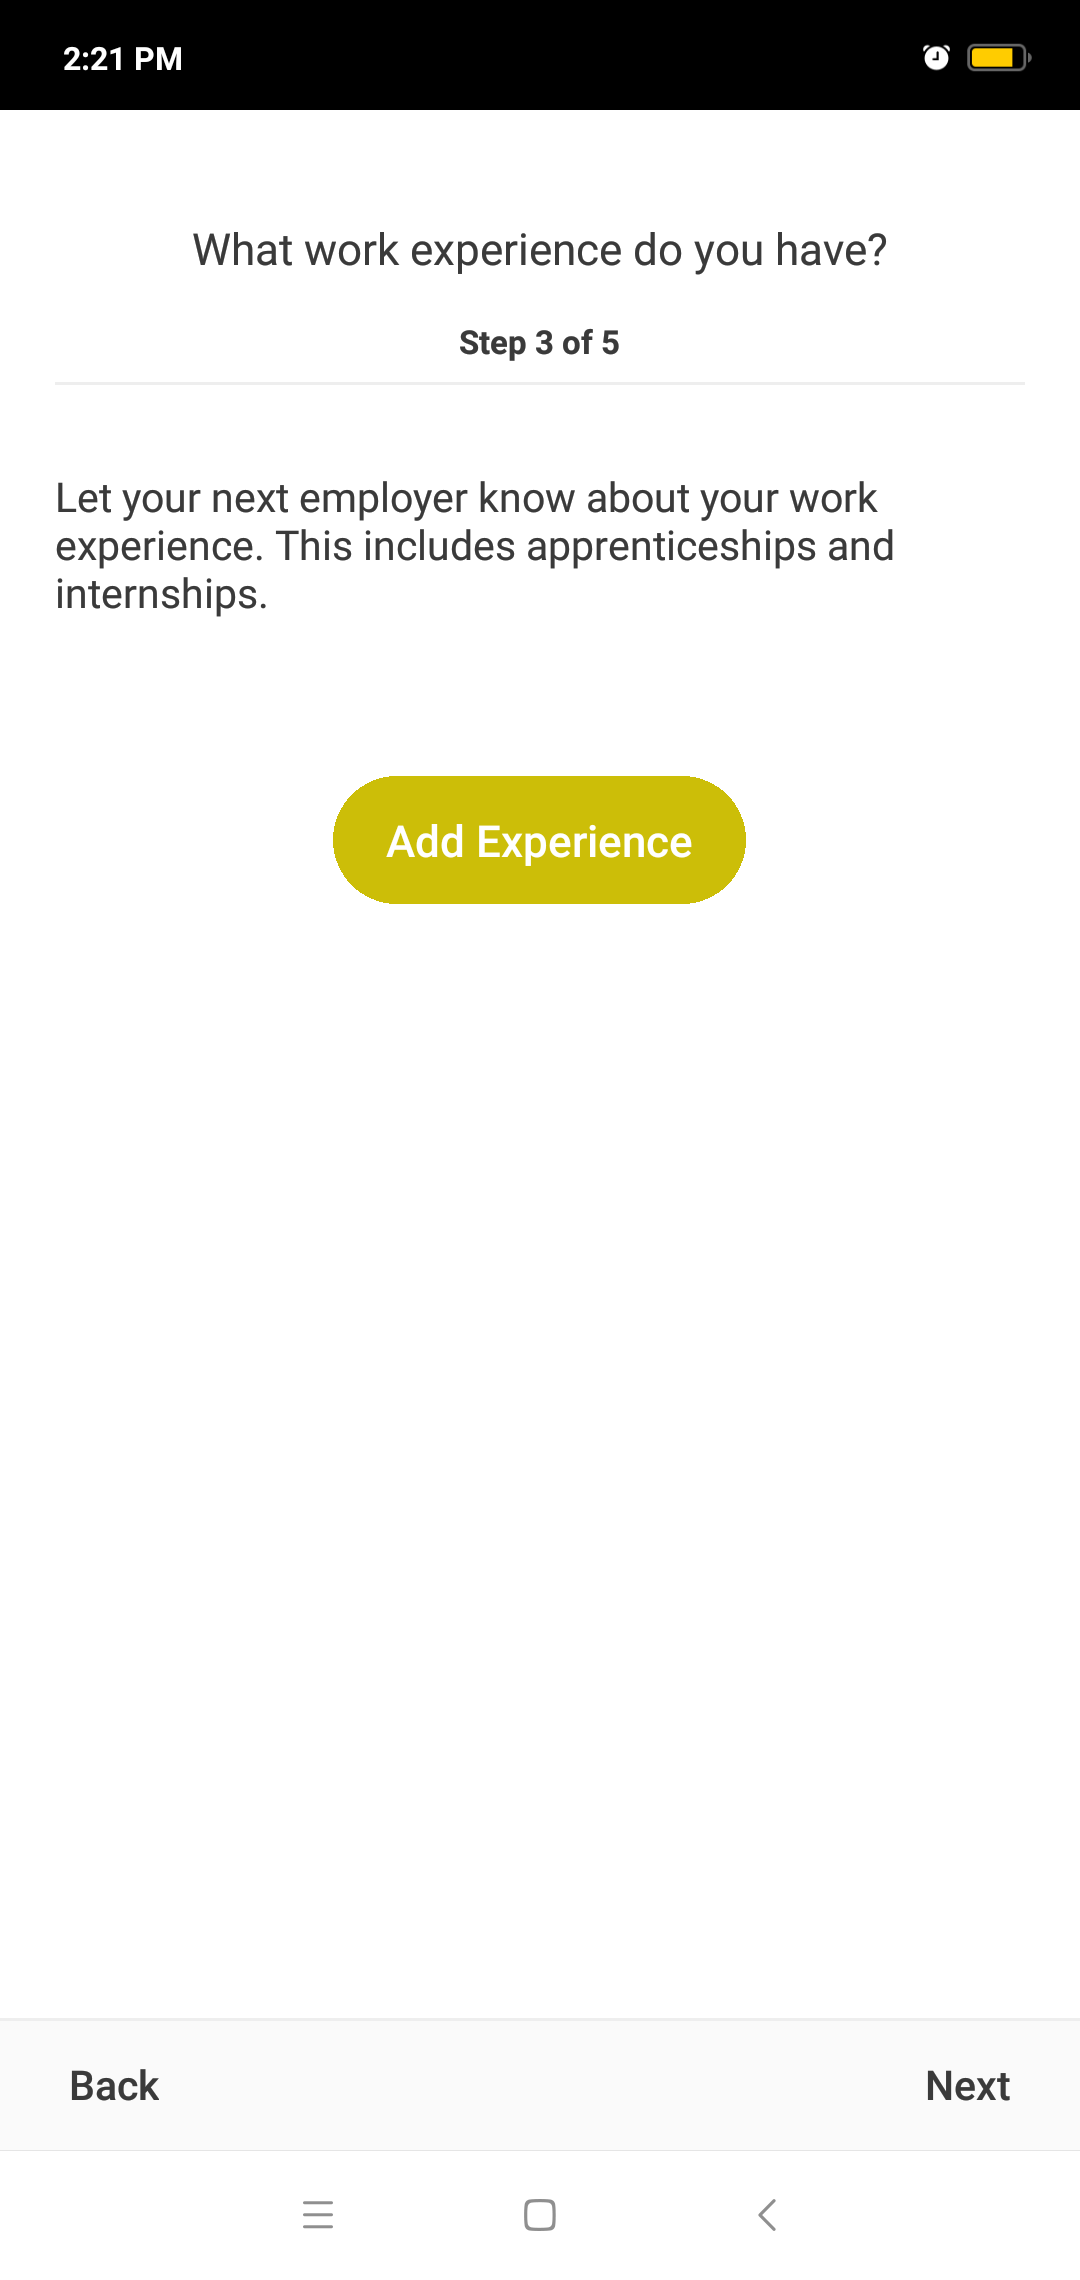 2:21 PM
What work experience do you have?
Step 3 of 5
Let your next employer know about your work
experience. This includes apprenticeships and
internships.
Add Experience
Back
Next